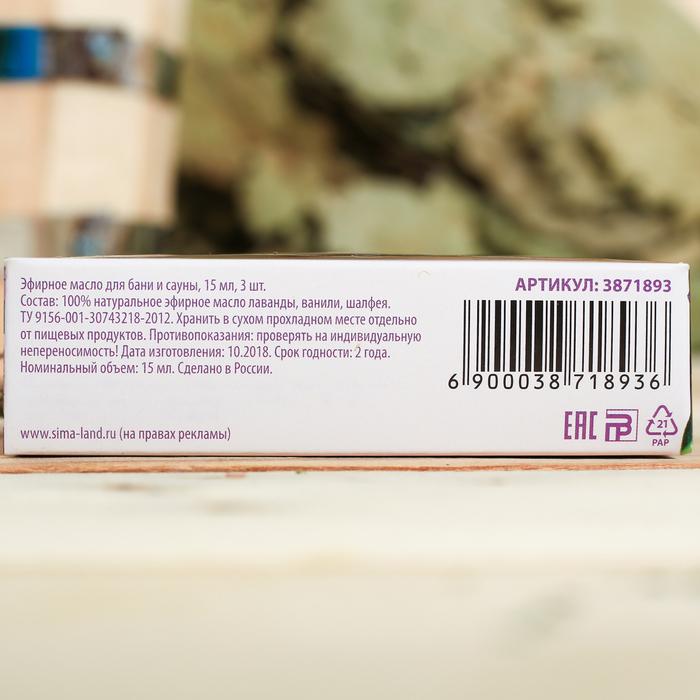 Эфирное масло для бани и сауны, 15 мл, 3 шт.
Состав: 100% натуральное эфирное масло лаванды, ванили, шалфея.
ТУ 9156-001-30743218-2012. Хранить в сухом прохладном месте отдельно
от пищевых продуктов. Противопоказания: проверять на индивидуальную
непереносимость! Дата изготовления: 10.2018. Срок годности: 2 года.
Номинальный объем: 15 мл. Сделано в России.
www.sima-land.ru (на правах рекламы)
АРТИКУЛ: 3871893
6 900038 718936
ЕАС
21
PAP